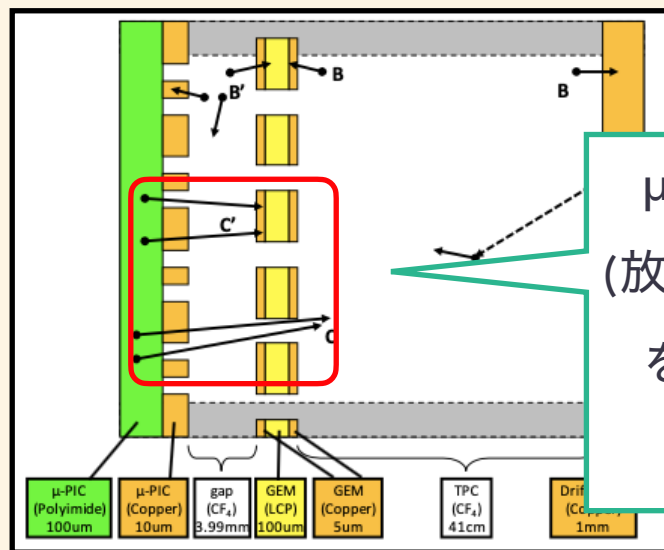 B
B'
B
C'
C
μ
(放
を
μ-PIC
(Polyimide)
100um
μ-PIC
(Copper)
10um
gap
(CF₄)
3.99mm
GEM
(LCP)
100um
GEM
(Copper)
5um
TPC
(CF₄)
41cm
1mm